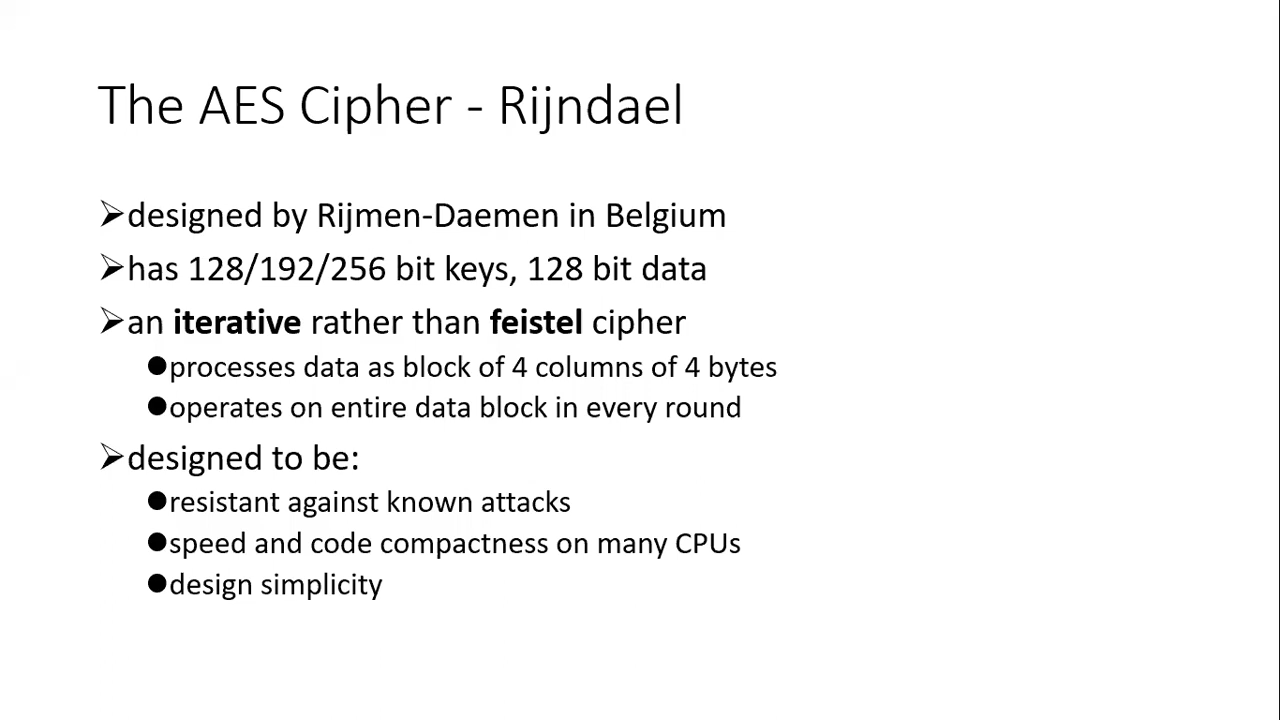 The AES Cipher - Rijndael
➢designed by Rijmen-Daemen in Belgium
➢has 128/192/256 bit keys, 128 bit data
➢an iterative rather than feistel cipher
●processes data as block of 4 columns of 4 bytes
●operates on entire data block in every round
➢designed to be:
●resistant against known attacks
●speed and code compactness on many CPUs
●design simplicity